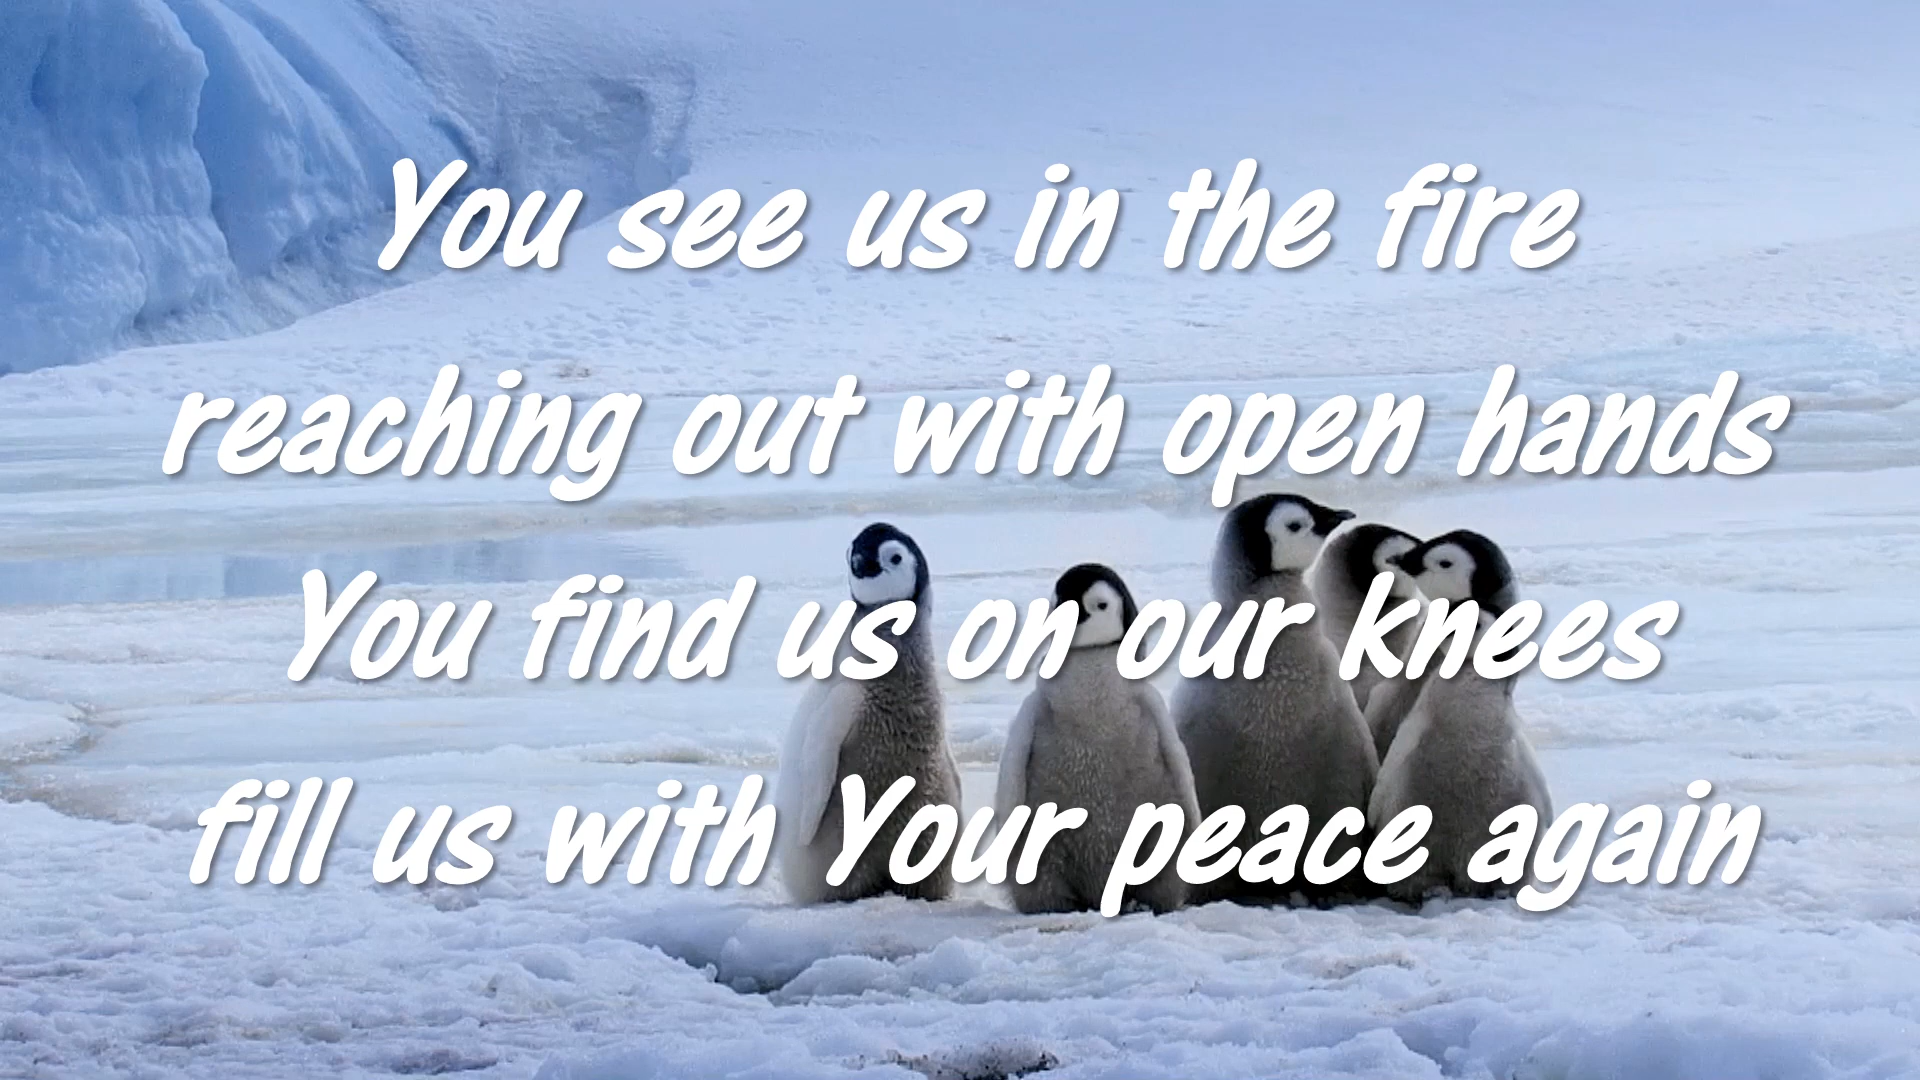 You see us in the fire
reaching out with open hands
You find us on our knees
fill us with Your peace again